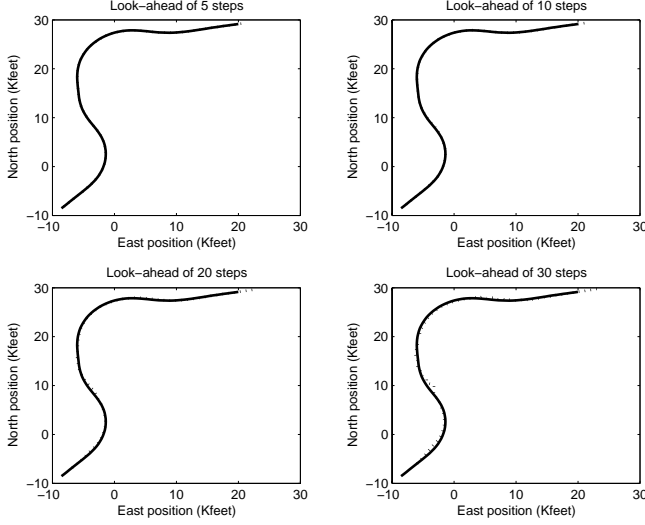 Look−ahead of 5 steps
30
20
10
0
−10
−10 0 10 20 30
East position (Kfeet)
North position (Kfeet)
Look−ahead of 10 steps
30
20
10
0
−10
−10 0 10 20 30
East position (Kfeet)
North position (Kfeet)
Look−ahead of 20 steps
30
20
10
0
−10
−10 0 10 20 30
East position (Kfeet)
North position (Kfeet)
Look−ahead of 30 steps
30
20
10
0
−10
−10 0 10 20 30
East position (Kfeet)
North position (Kfeet)